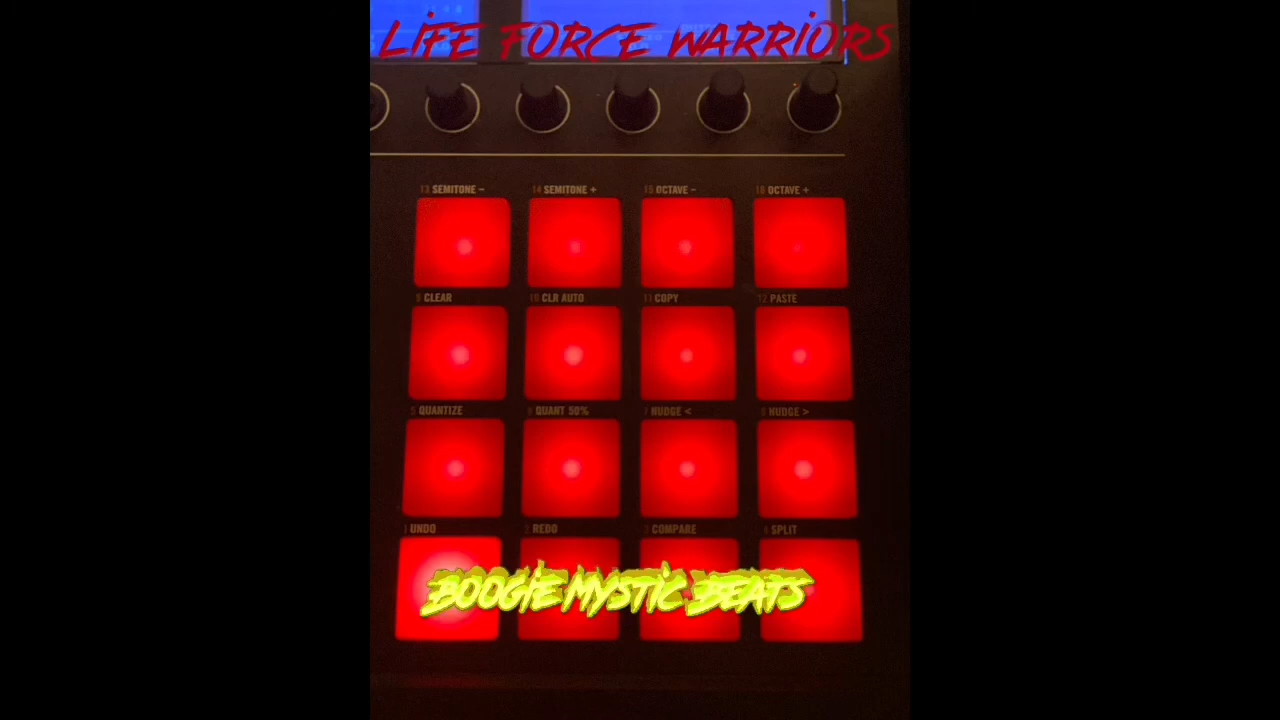 LIFE FORCE WARRIORS
13 SEMITONE - 14 SEMITONE + 15 OCTAVE - 16 OCTAVE +
9 CLEAR 10 CLR AUTO 11 COPY 12 PASTE
5 QUANTIZE 6 QUANT 50% 7 NUDGE < 8 NUDGE >
1 UNDO 2 REDO 3 COMPARE 4 SPLIT
BOOGIE MYSTIC BEATS